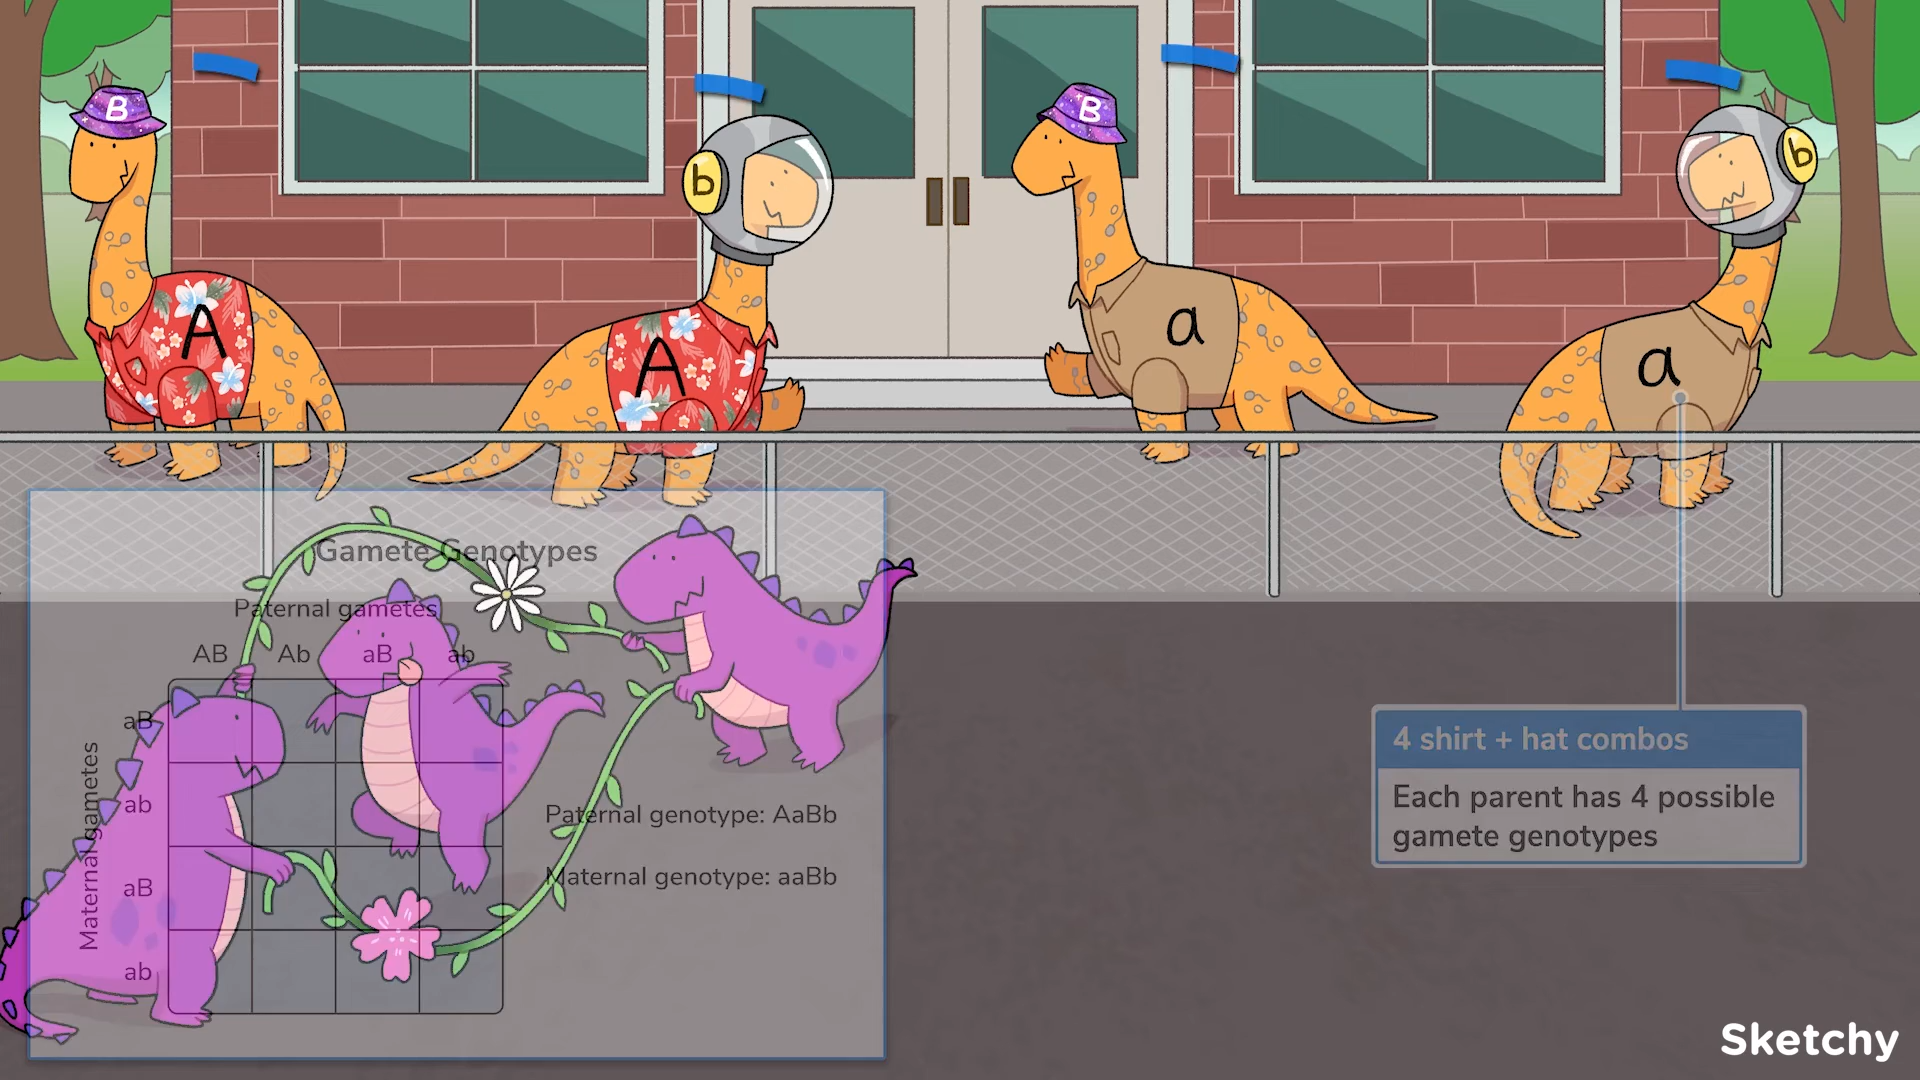 B
b
B
b
A
A
a
a
Gamete Genotypes
Paternal gametes
AB Ab aB ab
Maternal gametes
aB
ab
aB
ab
Paternal genotype: AaBb
Maternal genotype: aaBb
4 shirt + hat combos
Each parent has 4 possible
gamete genotypes
Sketchy